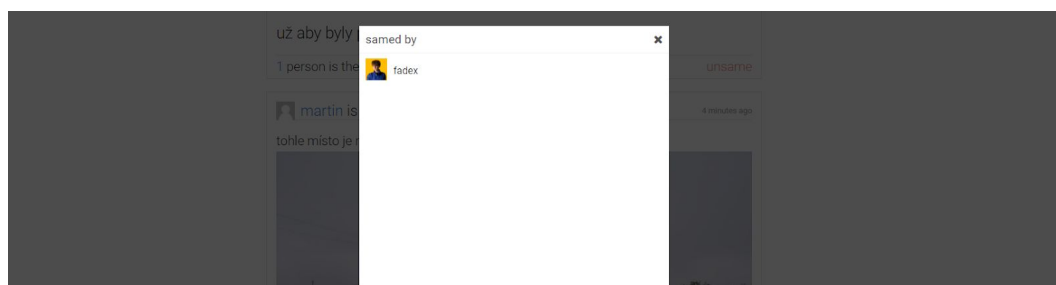 už aby byly
samed by
1 person is the
unsame
fadex
martin is
4 minutes ago
tohle místo je